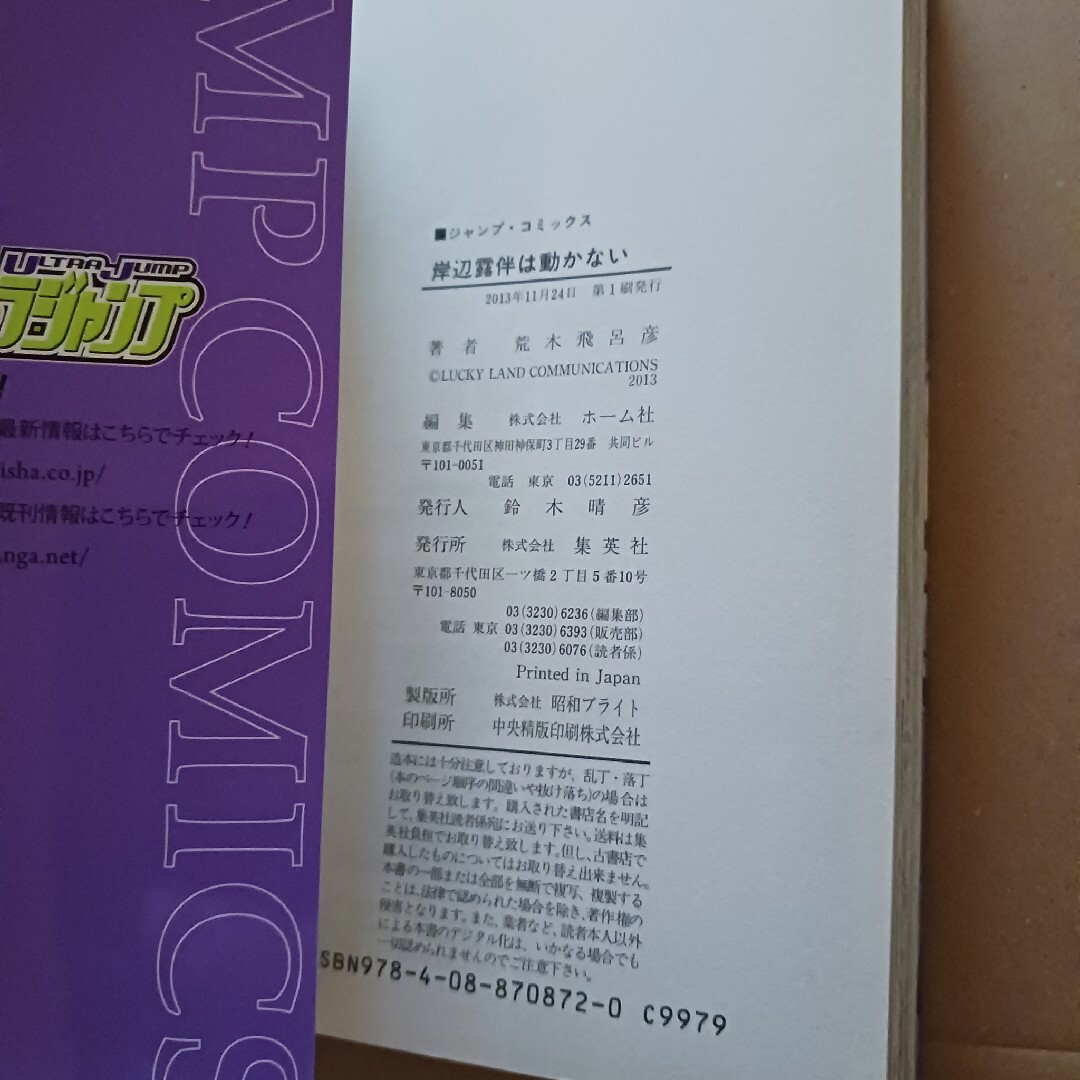 MP COMICS
ULTRA JUMP
ラジャンプ
!
最新情報はこちらでチェック!
isha.co.jp/
既刊情報はこちらでチェック!
nga.net/
■ジャンプ・コミックス
岸辺露伴は動かない
2013年11月24日 第1刷発行
著者 荒木飛呂彦
©LUCKY LAND COMMUNICATIONS
2013
編集 株式会社 ホーム社
東京都千代田区神田神保町3丁目29番 共同ビル
〒101-0051
電話 東京 03(5211)2651
発行人 鈴木晴彦
発行所 株式会社 集英社
東京都千代田区一ツ橋2丁目5番10号
〒101-8050
03(3230)6236(編集部)
電話 東京 03(3230)6393(販売部)
03(3230)6076(読者係)
Printed in Japan
製版所 株式会社 昭和ブライト
印刷所 中央精版印刷株式会社
造本には十分注意しておりますが、乱丁・落丁
(本のページ順序の間違いや抜け落ち)の場合は
お取り替え致します。購入された書店名を明記
して、集英社読者係宛にお送り下さい。送料は集
英社負担でお取り替え致します。但し、古書店で
購入したものについてはお取り替え出来ません。
本書の一部または全部を無断で複写、複製する
ことは、法律で認められた場合を除き、著作権の
侵害となります。また、業者など、読者本人以外
による本書のデジタル化は、いかなる場合でも
一切認められませんのでご注意下さい。
SBN978-4-08-870872-0 C9979